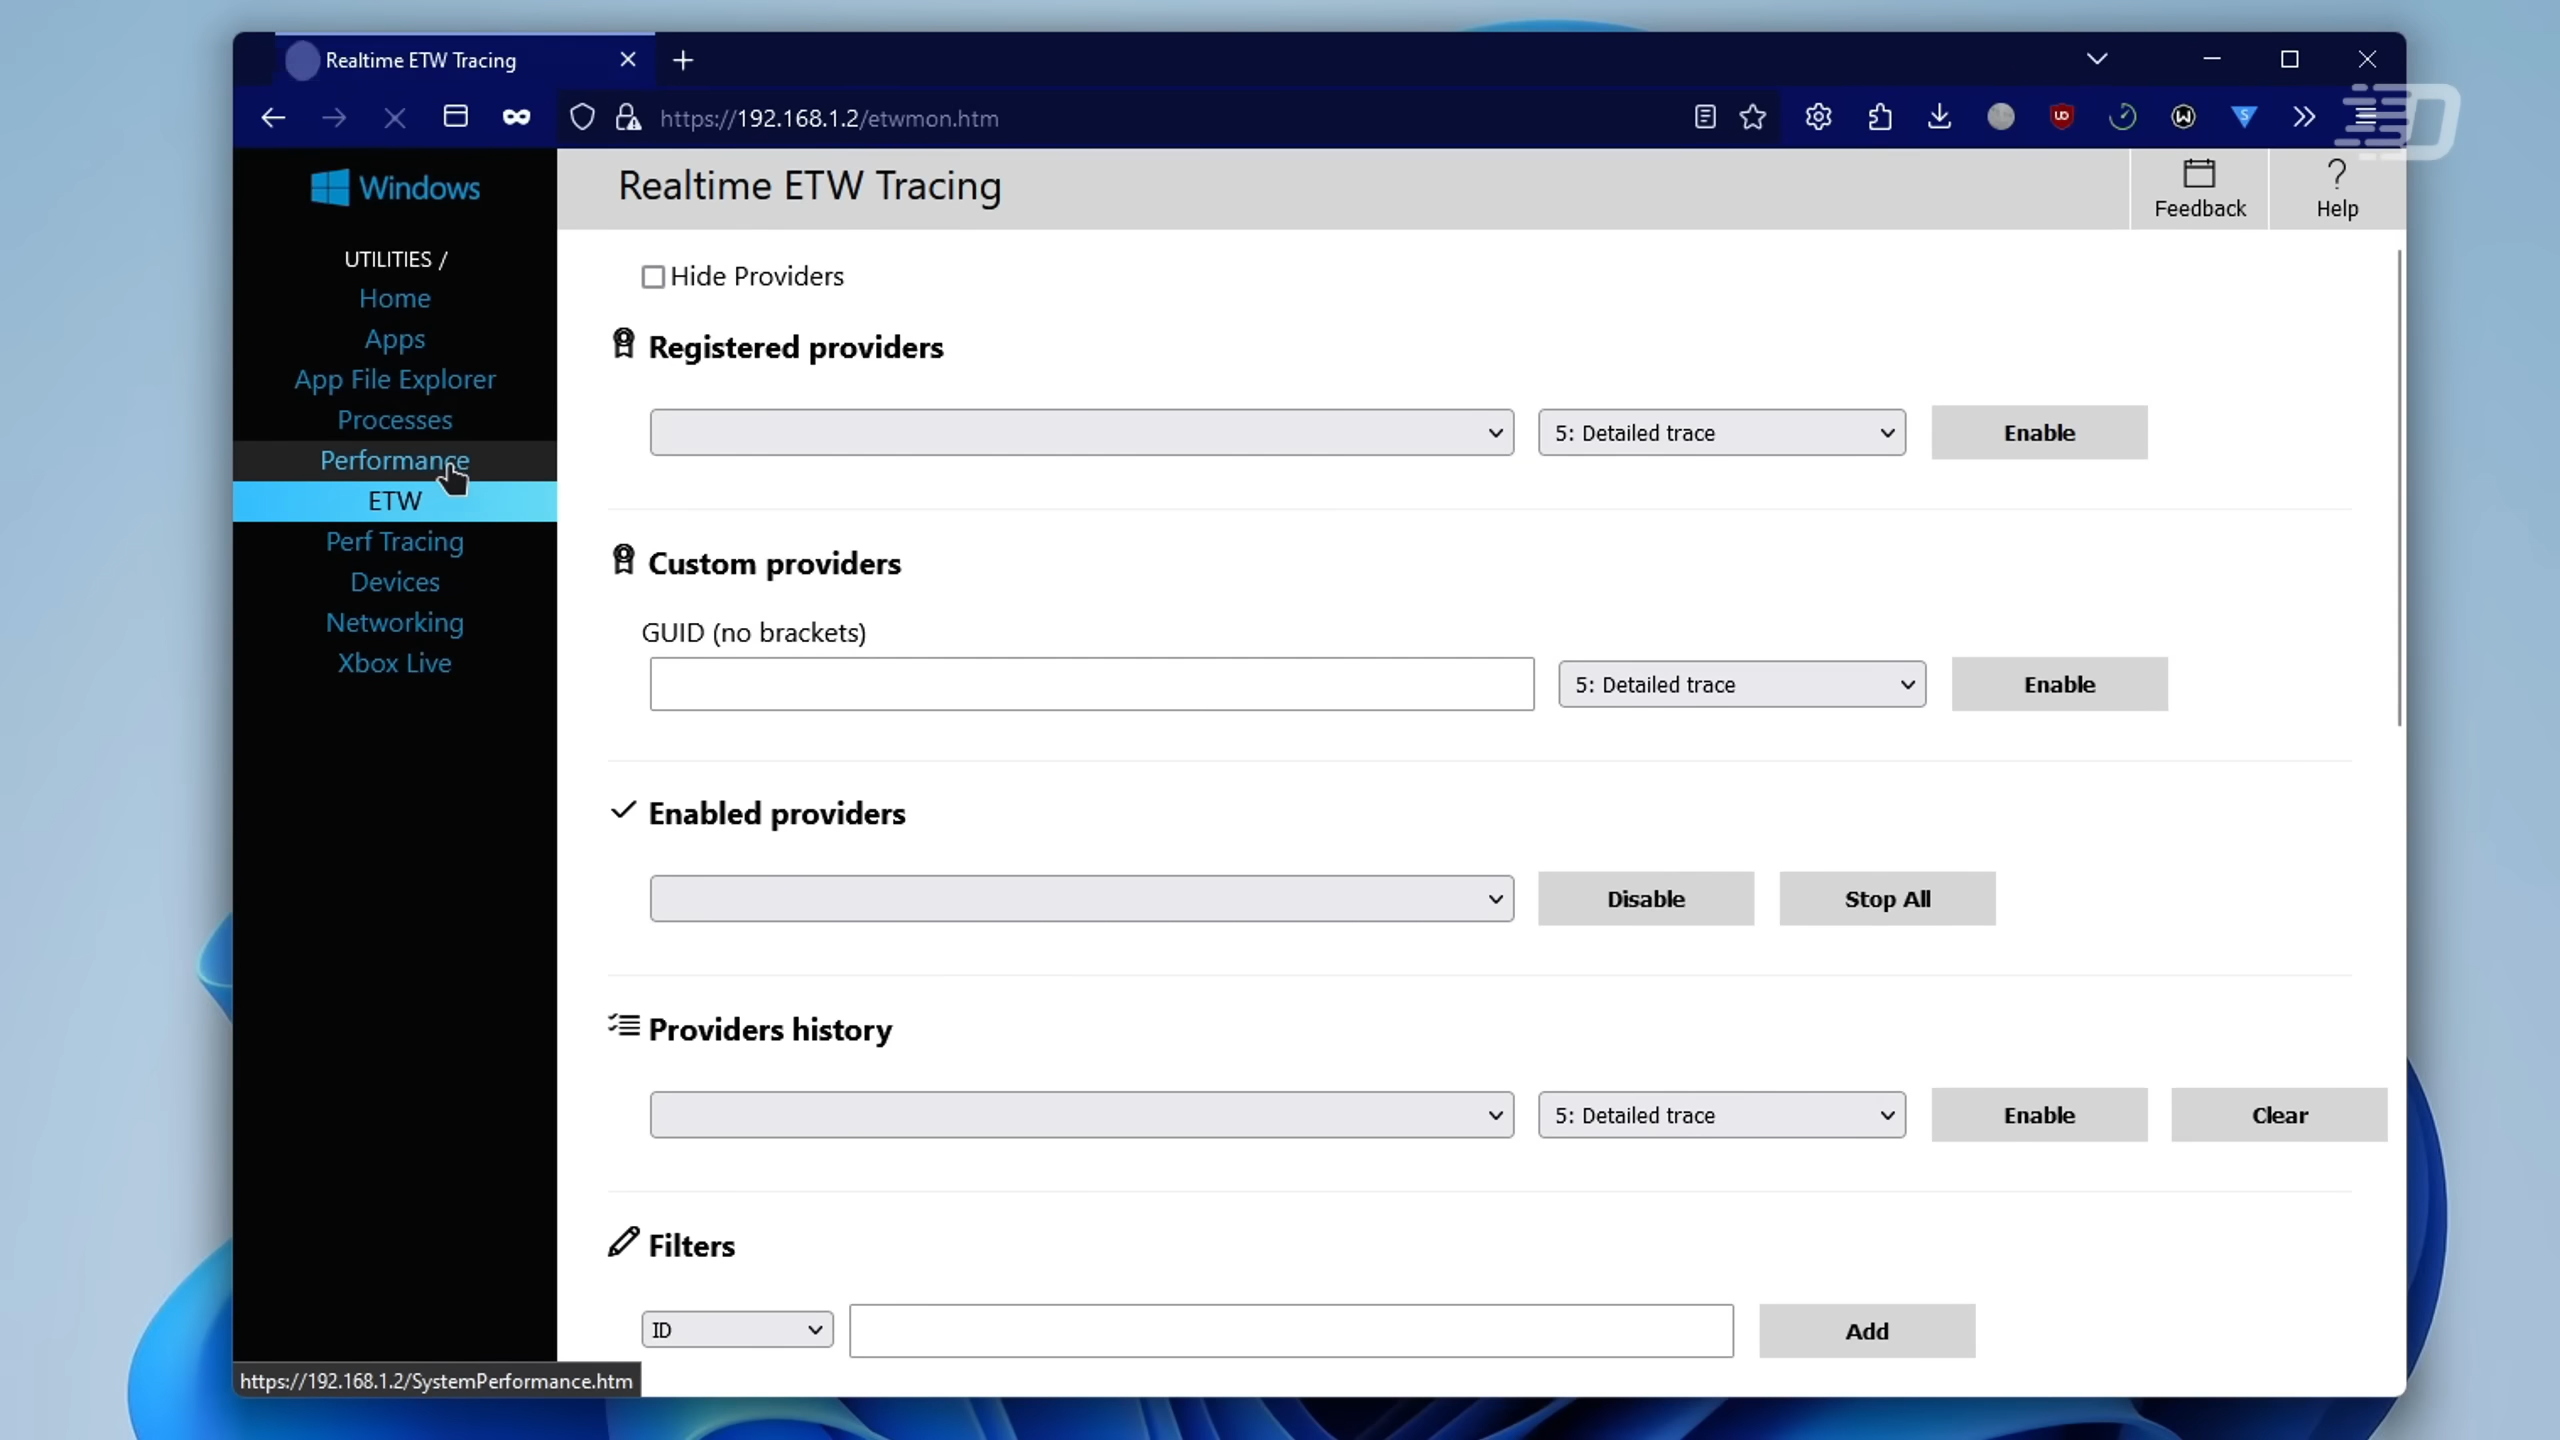 Realtime ETW Tracing
https://192.168.1.2/etwmon.htm
Windows
UTILITIES /
Home
Apps
App File Explorer
Processes
Performance
ETW
Perf Tracing
Devices
Networking
Xbox Live
Realtime ETW Tracing
Feedback
Help
Hide Providers
Registered providers
5: Detailed trace
Enable
Custom providers
GUID (no brackets)
5: Detailed trace
Enable
Enabled providers
Disable
Stop All
Providers history
5: Detailed trace
Enable
Clear
Filters
ID
Add
https://192.168.1.2/SystemPerformance.htm